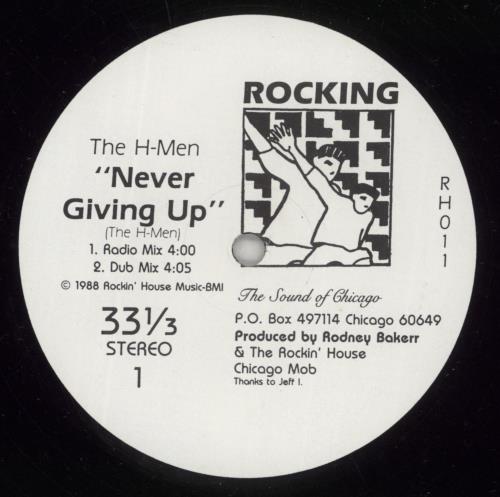 The H-Men
"Never
Giving Up"
(The H-Men)
1. Radio Mix 4:00
2. Dub Mix 4:05
© 1988 Rockin' House Music-BMI
33⅓
STEREO
1
ROCKING
RH011
The Sound of Chicago
P.O. Box 497114 Chicago 60649
Produced by Rodney Bakerr
& The Rockin' House
Chicago Mob
Thanks to Jeff I.